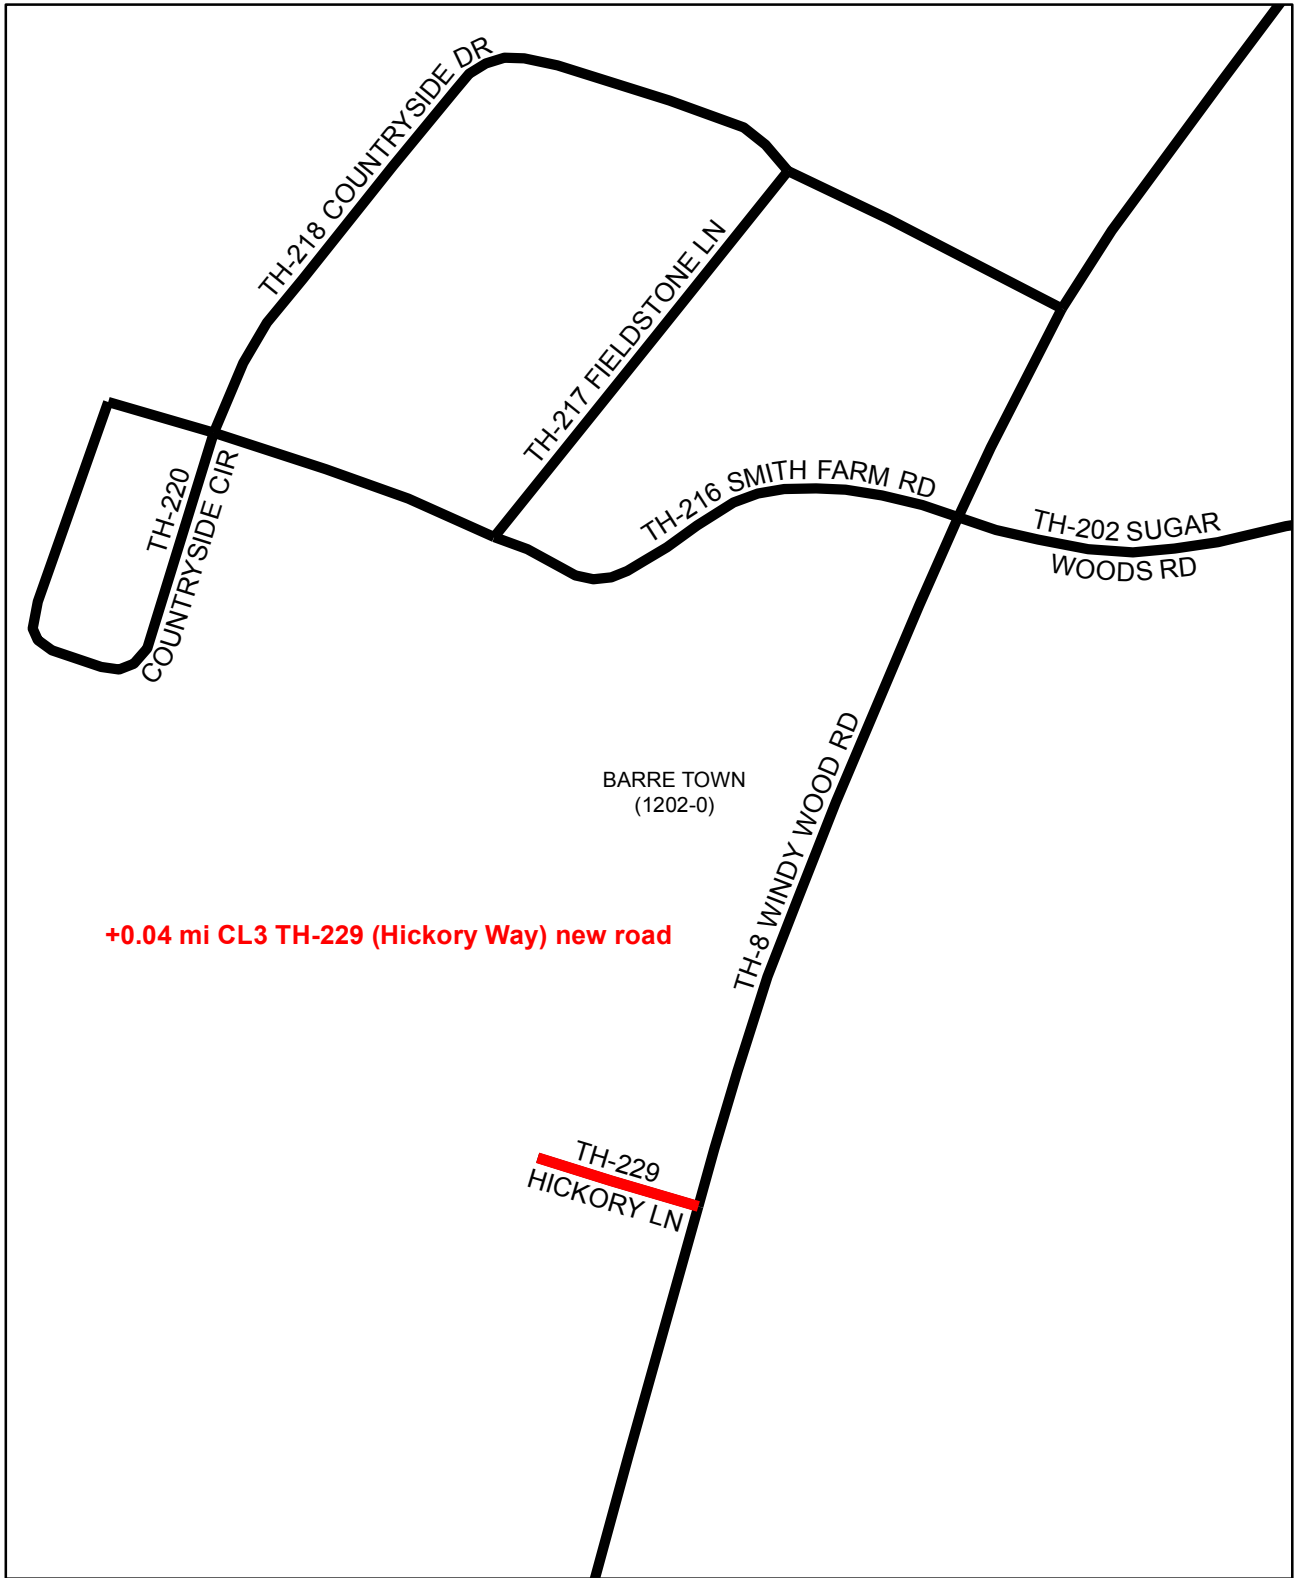 TH-218 COUNTRYSIDE DR
TH-217 FIELDSTONE LN
TH-220
COUNTRYSIDE CIR
TH-216 SMITH FARM RD
TH-202 SUGAR
WOODS RD
BARRE TOWN
(1202-0)
TH-8 WINDY WOOD RD
+0.04 mi CL3 TH-229 (Hickory Way) new road
TH-229
HICKORY LN